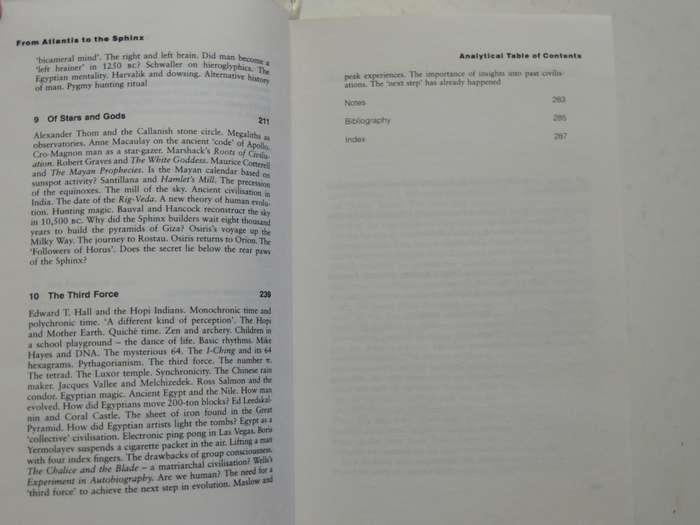 From Atlantis to the Sphinx
'bicameral mind'. The right and left brain. Did man become a
'left brainer' in 1250 BC? Schwaller on hieroglyphics. The
Egyptian mentality. Harvalik and dowsing. Alternative history
of man. Pygmy hunting ritual
9 Of Stars and Gods 211
Alexander Thom and the Callanish stone circle. Megaliths as
observatories. Anne Macaulay on the ancient 'code' of Apollo.
Cro-Magnon man as a star-gazer. Marshack's Roots of Civilis-
ation. Robert Graves and The White Goddess. Maurice Cotterell
and The Mayan Prophecies. Is the Mayan calendar based on
sunspot activity? Santillana and Hamlet's Mill. The precession
of the equinoxes. The mill of the sky. Ancient civilisation in
India. The date of the Rig-Veda. A new theory of human evolu-
tion. Hunting magic. Bauval and Hancock reconstruct the sky
in 10,500 BC. Why did the Sphinx builders wait eight thousand
years to build the pyramids of Giza? Osiris's voyage up the
Milky Way. The journey to Rostau. Osiris returns to Orion. The
'Followers of Horus'. Does the secret lie below the rear paws
of the Sphinx?
10 The Third Force 239
Edward T. Hall and the Hopi Indians. Monochronic time and
polychronic time. 'A different kind of perception'. The Hopi
and Mother Earth. Quiché time. Zen and archery. Children in
a school playground – the dance of life. Basic rhythms. Mike
Hayes and DNA. The mysterious 64. The I-Ching and its 64
hexagrams. Pythagorianism. The third force. The number π.
The tetrad. The Luxor temple. Synchronicity. The Chinese rain
maker. Jacques Vallee and Melchizedek. Ross Salmon and the
condor. Egyptian magic. Ancient Egypt and the Nile. How man
evolved. How did Egyptians move 200-ton blocks? Ed Leedskal-
nin and Coral Castle. The sheet of iron found in the Great
Pyramid. How did Egyptian artists light the tombs? Egypt as a
'collective' civilisation. Electronic ping pong in Las Vegas. Boris
Yermolayev suspends a cigarette packet in the air. Lifting a man
with four index fingers. The drawbacks of group consciousness.
The Chalice and the Blade – a matriarchal civilisation? Wells's
Experiment in Autobiography. Are we human? The need for a
'third force' to achieve the next step in evolution. Maslow and
Analytical Table of Contents
peak experiences. The importance of insights into past civilis-
ations. The 'next step' has already happened
Notes 283
Bibliography 285
Index 287